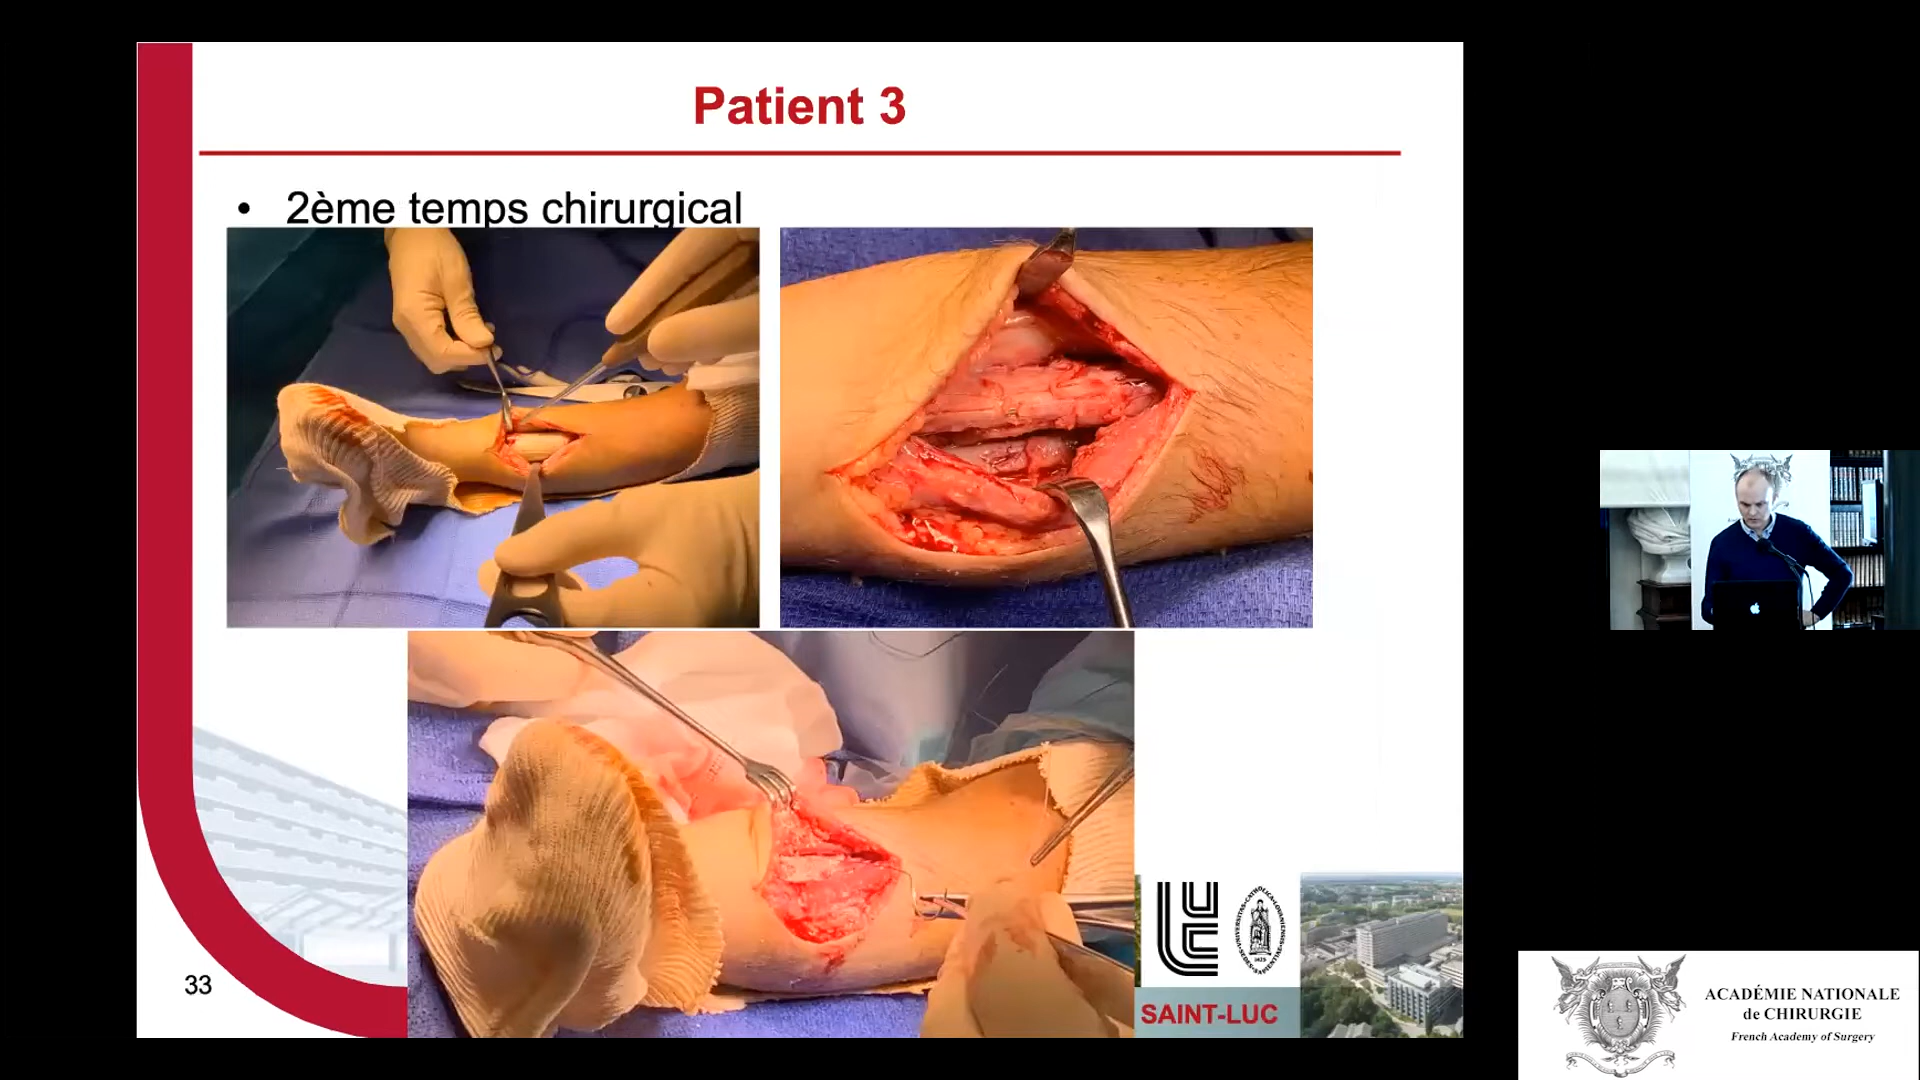 Patient 3
• 2ème temps chirurgical
33
SAINT-LUC
ACADÉMIE NATIONALE
de CHIRURGIE
French Academy of Surgery